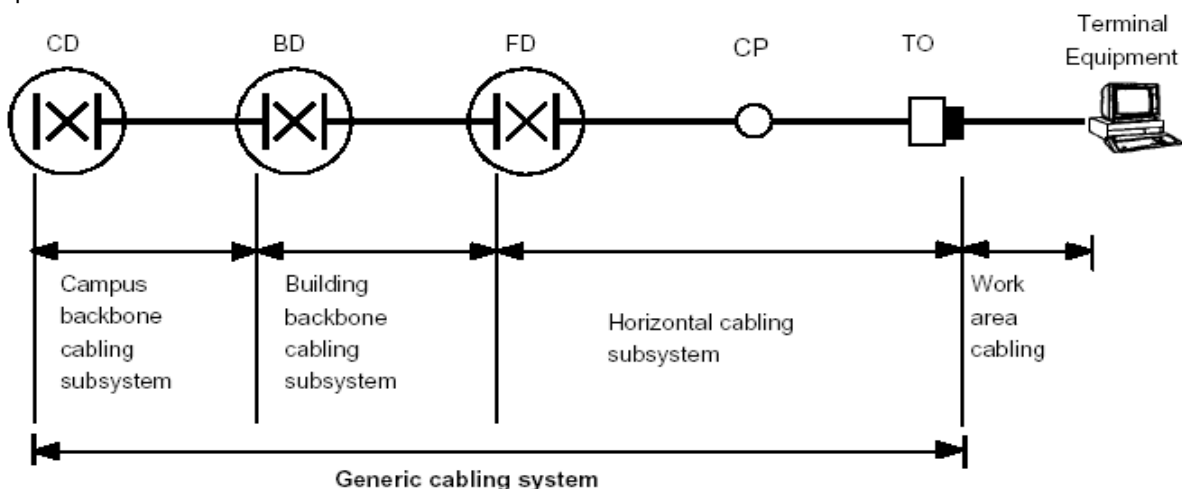 CD
BD
FD
CP
TO
Terminal
Equipment
Campus
backbone
cabling
subsystem
Building
backbone
cabling
subsystem
Horizontal cabling
subsystem
Work
area
cabling
Generic cabling system